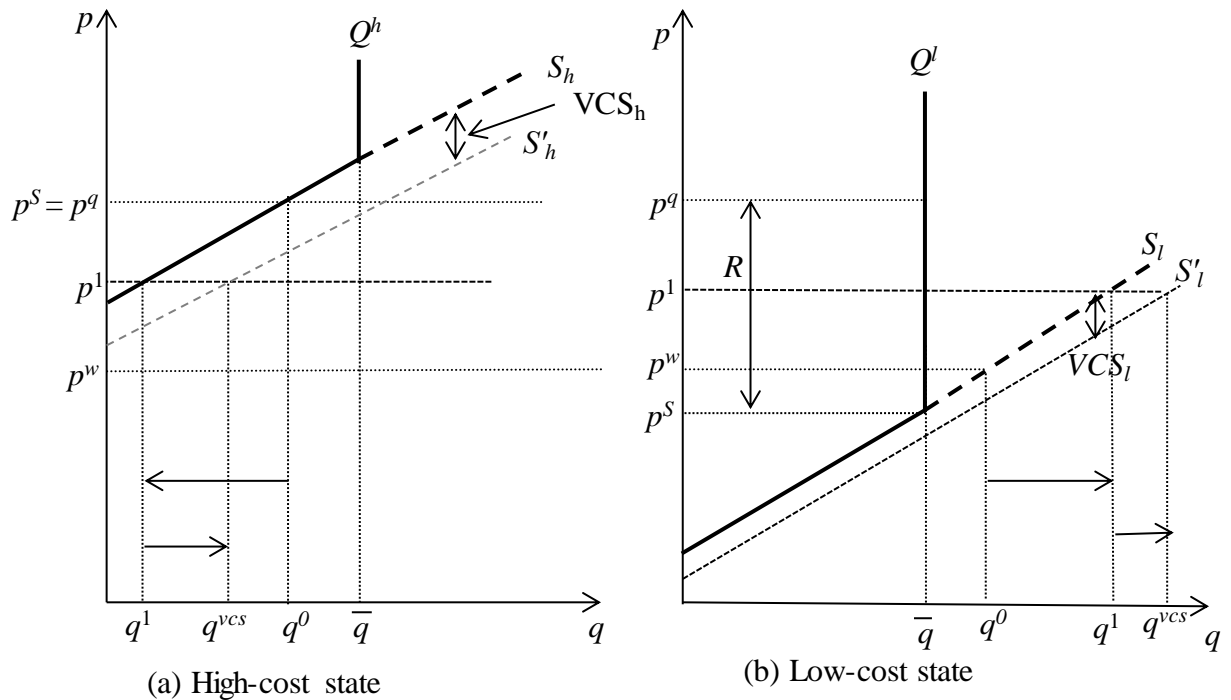 p
Q^h
S_h
VCS_h
S'_h
p^S = p^q
p^1
p^w
q^1
q^vcs
q^0
q̅
q
(a) High-cost state
p
Q^l
p^q
S_l
S'_l
R
p^1
p^w
VCS_l
p^S
q̅
q^0
q^1
q^vcs
q
(b) Low-cost state